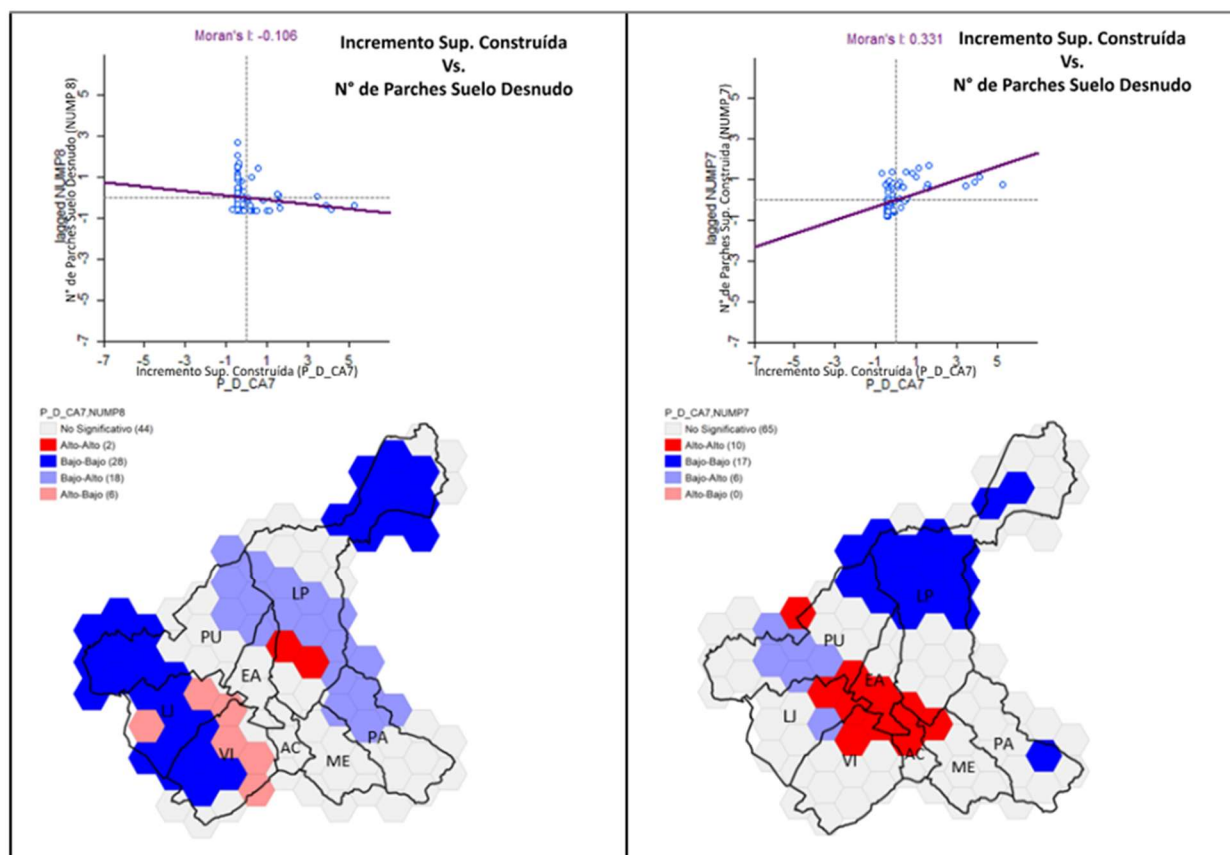 Moran's I: -0.106
Incremento Sup. Construída
Vs.
N° de Parches Suelo Desnudo
lagged NUMP8
N° de Parches Suelo Desnudo (NUMP 8)
5
3
1
-1
-3
-5
-7
-7 -5 -3 -1 1 3 5
Incremento Sup. Construída (P_D_CA7)
P_D_CA7
P_D_CA7,NUMP8
No Significativo (44)
Alto-Alto (2)
Bajo-Bajo (28)
Bajo-Alto (18)
Alto-Bajo (6)
LP
PU
EA
LJ
VI
AC
ME
PA
Moran's I: 0.331
Incremento Sup. Construída
Vs.
N° de Parches Suelo Desnudo
lagged NUMP7
N° de Parches Sup. Construida (NUMP 7)
5
3
1
-1
-3
-5
-7
-7 -5 -3 -1 1 3 5
Incremento Sup. Construída (P_D_CA7)
P_D_CA7
P_D_CA7,NUMP7
No Significativo (65)
Alto-Alto (10)
Bajo-Bajo (17)
Bajo-Alto (6)
Alto-Bajo (0)
LP
PU
EA
LJ
VI
AC
ME
PA